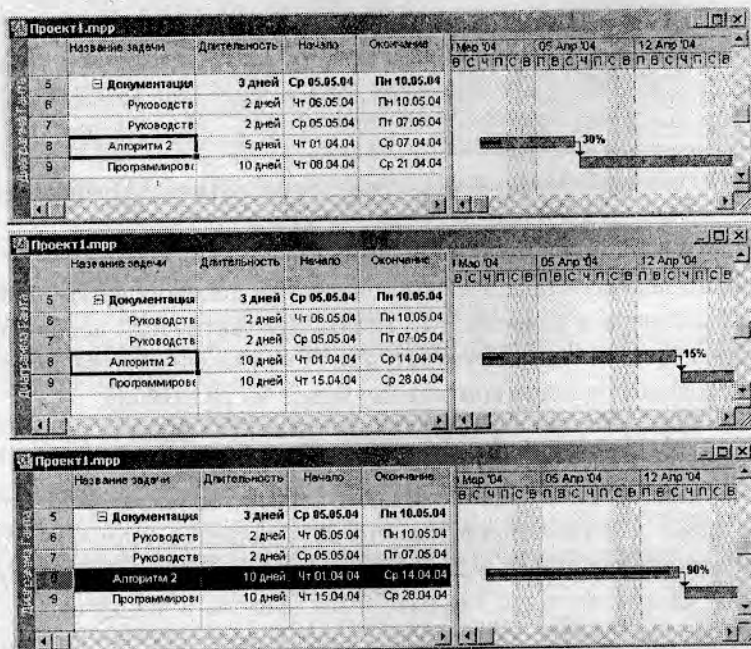 Проект1.mpp
Название задачи Длительность Начало Окончание Мар '04 05 Апр '04 12 Апр '04
В С Ч П С В П В С Ч П С В П В С Ч П С В
5 Документация 3 дней Ср 05.05.04 Пн 10.05.04
6 Руководств 2 дней Чт 06.05.04 Пн 10.05.04
7 Руководств 2 дней Ср 05.05.04 Пт 07.05.04
8 Алгоритм 2 5 дней Чт 01.04.04 Ср 07.04.04 30%
9 Программирова 10 дней Чт 08.04.04 Ср 21.04.04
Диаграмма Ганта
Проект1.mpp
Название задачи Длительность Начало Окончание Мар '04 05 Апр '04 12 Апр '04
В С Ч П С В П В С Ч П С В П В С Ч П С В
5 Документация 3 дней Ср 05.05.04 Пн 10.05.04
6 Руководств 2 дней Чт 06.05.04 Пн 10.05.04
7 Руководств 2 дней Ср 05.05.04 Пт 07.05.04
8 Алгоритм 2 10 дней Чт 01.04.04 Ср 14.04.04 15%
9 Программирове 10 дней Чт 15.04.04 Ср 28.04.04
Диаграмма Ганта
Проект1.mpp
Название задачи Длительность Начало Окончание Мар '04 05 Апр '04 12 Апр '04
В С Ч П С В П В С Ч П С В П В С Ч П С В
5 Документация 3 дней Ср 05.05.04 Пн 10.05.04
6 Руководств 2 дней Чт 06.05.04 Пн 10.05.04
7 Руководств 2 дней Ср 05.05.04 Пт 07.05.04
8 Алгоритм 2 10 дней Чт 01.04.04 Ср 14.04.04 90%
9 Программирова 10 дней Чт 15.04.04 Ср 28.04.04
Диаграмма Ганта